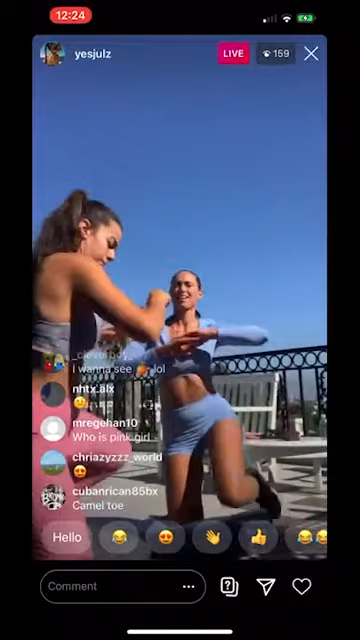 12:24
yesjulz
LIVE
159
_cleverboy_
I wanna see 🍑 lol
nhtx.alx
😐
mregehan10
Who is pink girl
chriazyzzz_world
😍
cubanrican85bx
Camel toe
Hello 😂 😍 👏 👍 😂😂
Comment